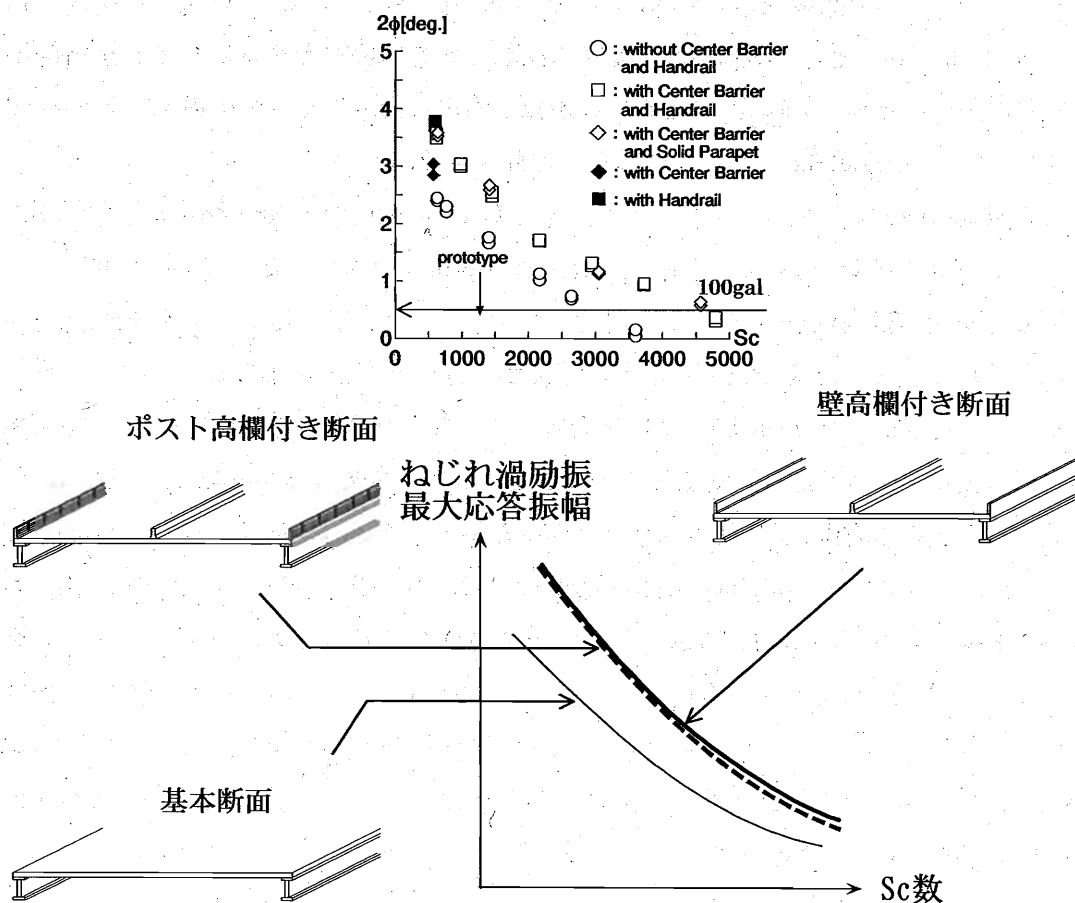 2ϕ[deg.]
5
4
3
2
1
0
0 1000 2000 3000 4000 5000
Sc
○ : without Center Barrier
and Handrail
□ : with Center Barrier
and Handrail
◇ : with Center Barrier
and Solid Parapet
◆ : with Center Barrier
■ : with Handrail
prototype
100gal
壁高欄付き断面
ポスト高欄付き断面
ねじれ渦励振
最大応答振幅
基本断面
Sc数